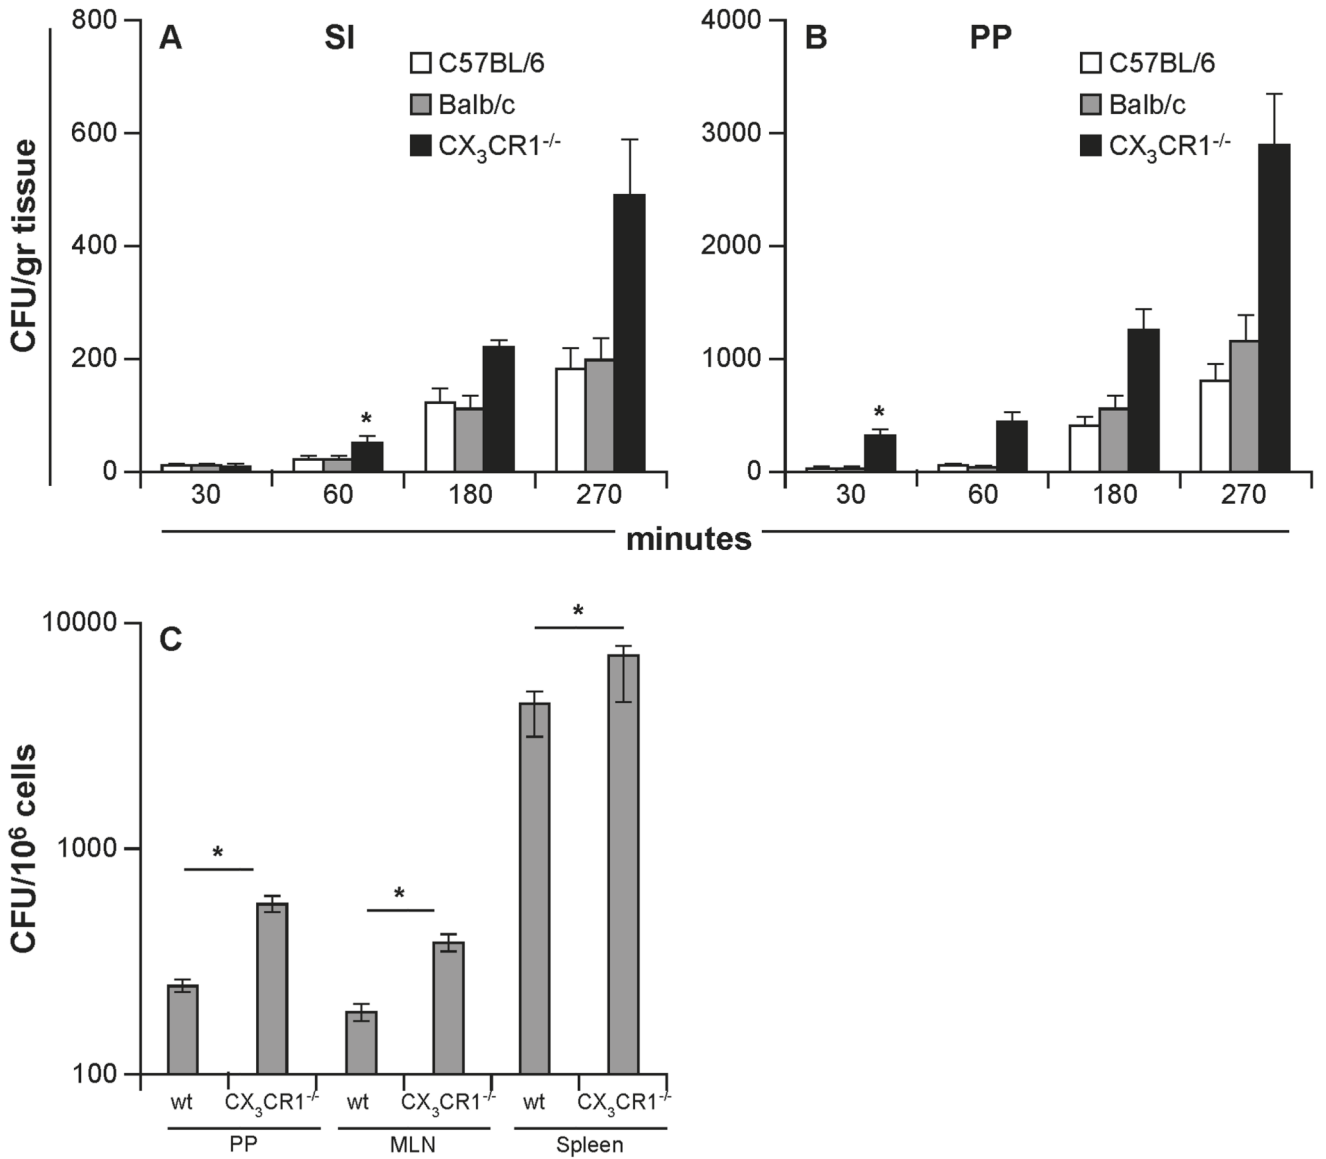 A SI
C57BL/6
Balb/c
CX3CR1-/-
800
600
400
200
0
CFU/gr tissue
*
30 60 180 270
B PP
C57BL/6
Balb/c
CX3CR1-/-
4000
3000
2000
1000
0
*
30 60 180 270
minutes
C
10000
1000
100
CFU/10^6 cells
*
*
*
wt CX3CR1-/- wt CX3CR1-/- wt CX3CR1-/-
PP MLN Spleen